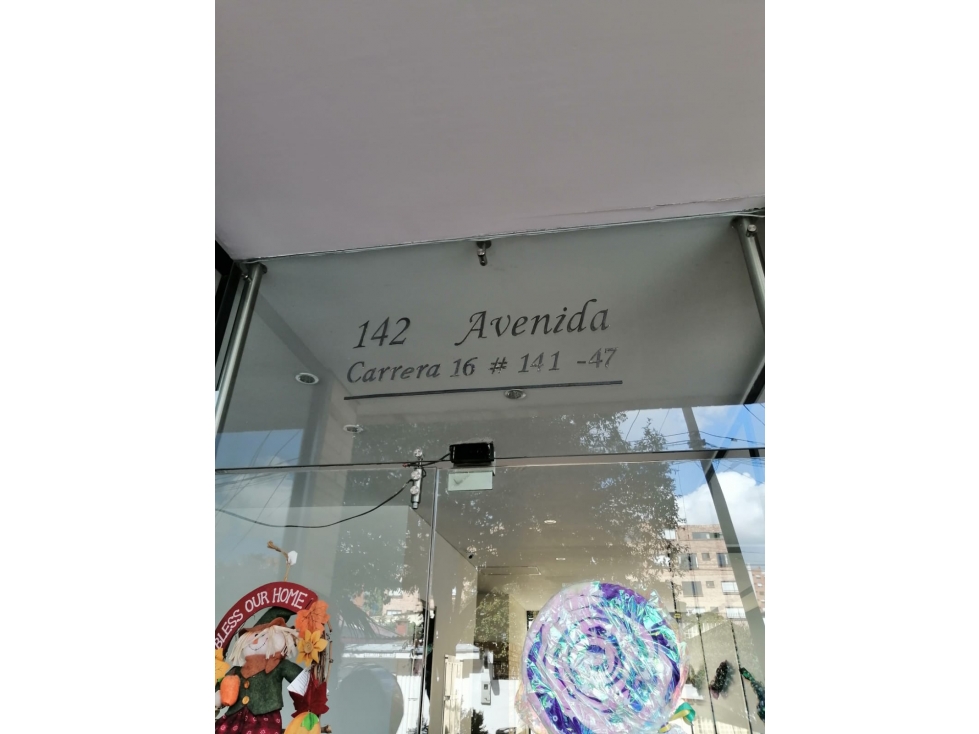 142 Avenida
Carrera 16 # 141 -47
BLESS OUR HOME